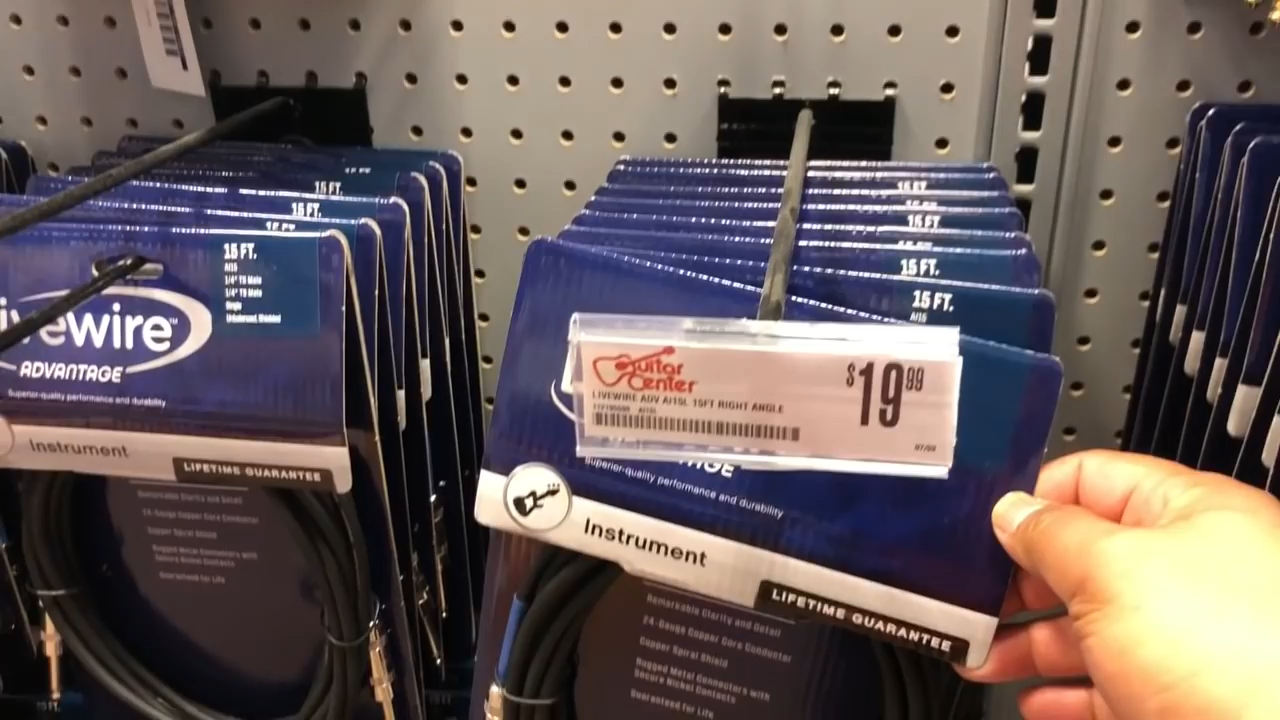 15 FT.
15 FT.
15 FT.
15 FT.
AI15
1/4" TS Male
1/4" TS Male
Single
Unbalanced, Shielded
ivewire™
ADVANTAGE
Superior-quality performance and durability
Instrument
LIFETIME GUARANTEE
Remarkable Clarity and Detail
24-Gauge Copper Core Conductor
Copper Spiral Shield
Rugged Metal Connectors with
Secure Nickel Contacts
Guaranteed for Life
15 FT.
15 FT.
15 FT.
15 FT.
Guitar
Center
$19.99
LIVEWIRE ADV AI15L 15FT RIGHT ANGLE
AI15L
07/09
Superior-quality performance and durability
Instrument
LIFETIME GUARANTEE
Remarkable Clarity and Detail
24-Gauge Copper Core Conductor
Copper Spiral Shield
Rugged Metal Connectors with
Secure Nickel Contacts
Guaranteed for Life